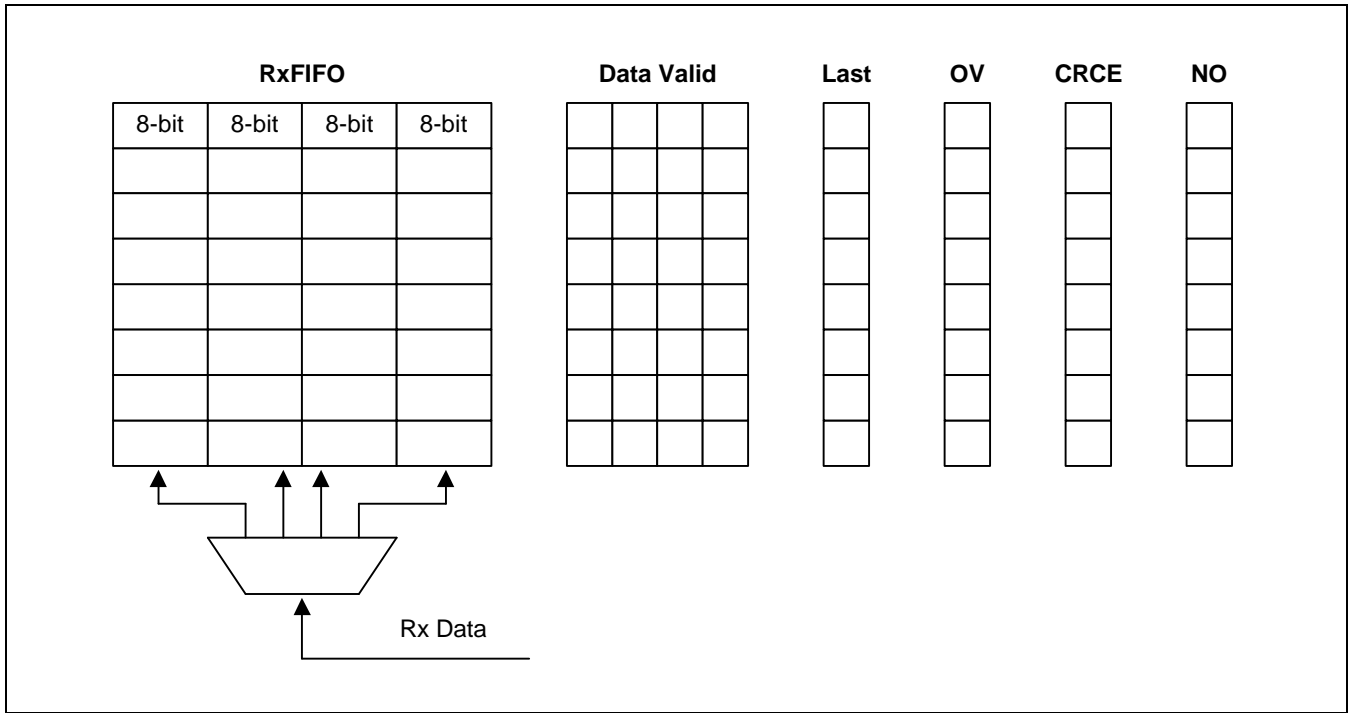 RxFIFO Data Valid Last OV CRCE NO
8-bit 8-bit 8-bit 8-bit
Rx Data